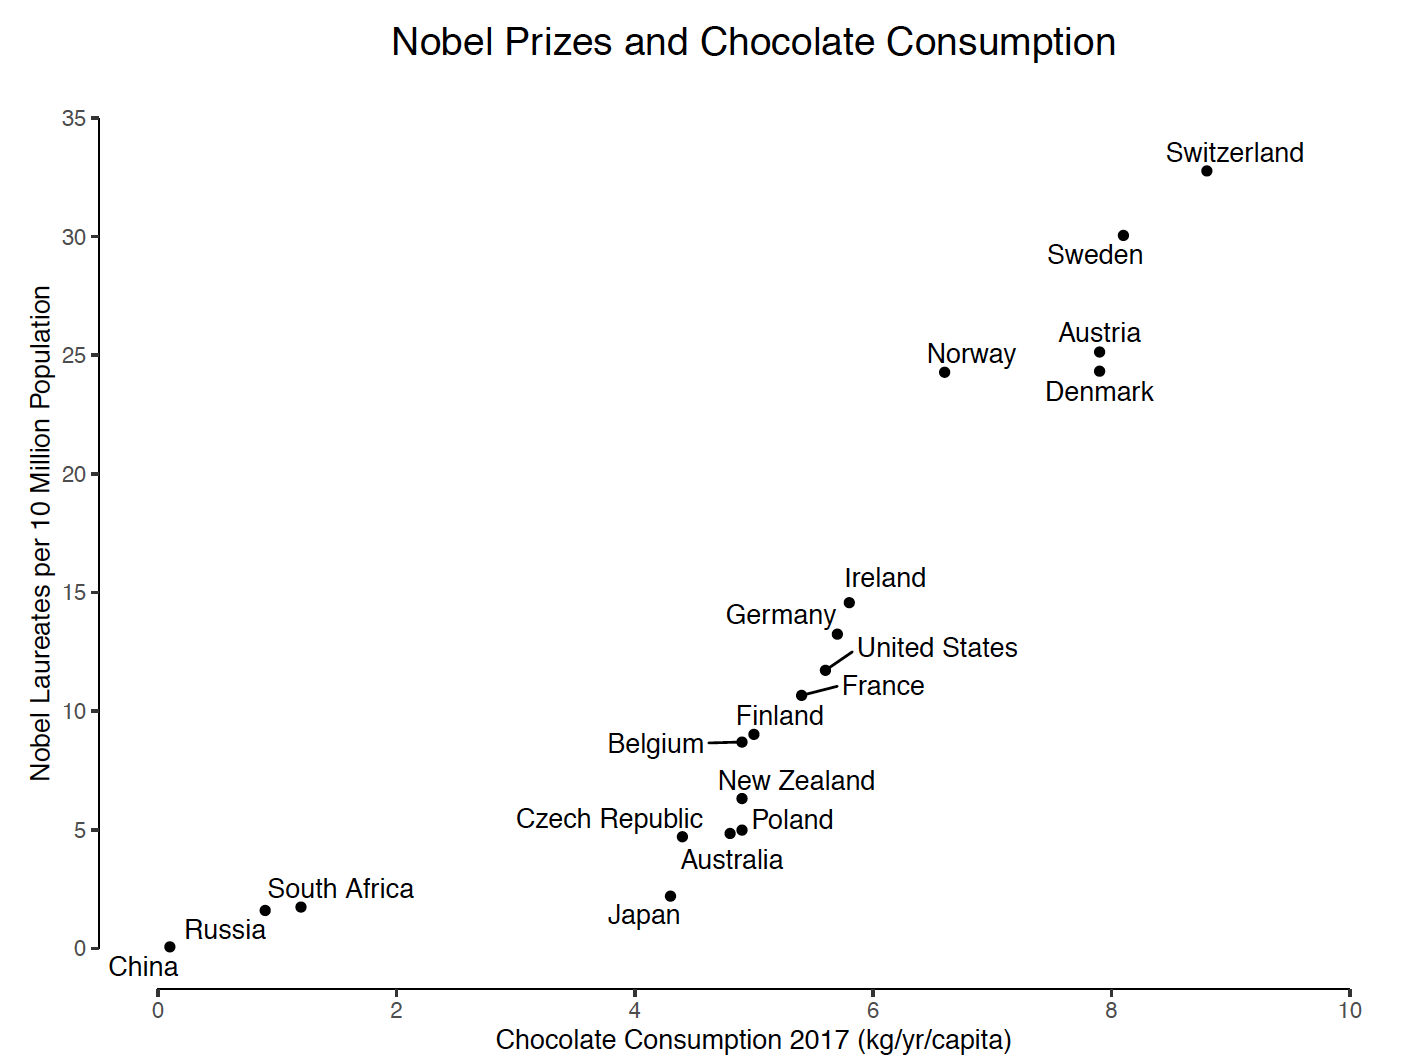 Nobel Prizes and Chocolate Consumption
35
Switzerland
30
Sweden
Austria
25
Norway
Denmark
Nobel Laureates per 10 Million Population
20
15
Ireland
Germany
United States
France
10
Finland
Belgium
New Zealand
Czech Republic
Poland
5
Australia
South Africa
Japan
Russia
0
China
0 2 4 6 8 10
Chocolate Consumption 2017 (kg/yr/capita)